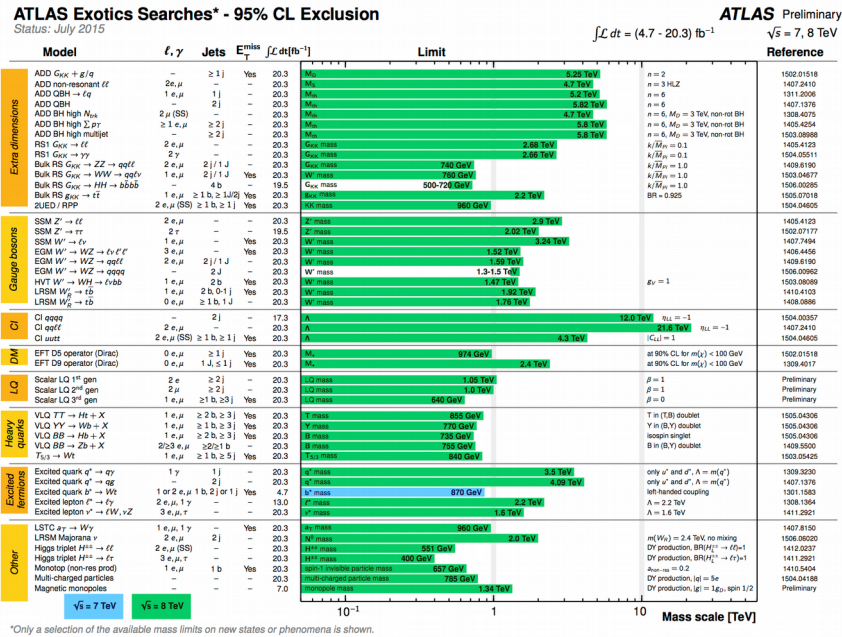 ATLAS Exotics Searches* - 95% CL Exclusion
Status: July 2015
ATLAS Preliminary
∫ℒ dt = (4.7 - 20.3) fb⁻¹ √s = 7, 8 TeV
Model ℓ, γ Jets E_T^miss ∫ℒ dt[fb⁻¹] Limit Reference
Extra dimensions
ADD G_KK + g/q – ≥ 1 j Yes 20.3 M_D 5.25 TeV n = 2 1502.01518
ADD non-resonant ℓℓ 2e, μ – – 20.3 M_S 4.7 TeV n = 3 HLZ 1407.2410
ADD QBH → ℓq 1 e, μ 1 j – 20.3 M_th 5.2 TeV n = 6 1311.2006
ADD QBH – 2 j – 20.3 M_th 5.82 TeV n = 6 1407.1376
ADD BH high N_trk 2 μ (SS) – – 20.3 M_th 4.7 TeV n = 6, M_D = 3 TeV, non-rot BH 1308.4075
ADD BH high ∑ p_T ≥ 1 e, μ ≥ 2 j – 20.3 M_th 5.8 TeV n = 6, M_D = 3 TeV, non-rot BH 1405.4254
ADD BH high multijet – ≥ 2 j – 20.3 M_th 5.8 TeV n = 6, M_D = 3 TeV, non-rot BH 1503.08988
RS1 G_KK → ℓℓ 2 e, μ – – 20.3 G_KK mass 2.68 TeV k/M̄_Pl = 0.1 1405.4123
RS1 G_KK → γγ 2 γ – – 20.3 G_KK mass 2.66 TeV k/M̄_Pl = 0.1 1504.05511
Bulk RS G_KK → ZZ → qqℓℓ 2 e, μ 2 j / 1 J – 20.3 G_KK mass 740 GeV k/M̄_Pl = 1.0 1409.6190
Bulk RS G_KK → WW → qqℓν 1 e, μ 2 j / 1 J Yes 20.3 W′ mass 760 GeV k/M̄_Pl = 1.0 1503.04677
Bulk RS G_KK → HH → bb̄bb̄ – 4 b – 19.5 G_KK mass 500-720 GeV k/M̄_Pl = 1.0 1506.00285
Bulk RS g_KK → tt̄ 1 e, μ ≥ 1 b, ≥ 1J/2j Yes 20.3 g_KK mass 2.2 TeV BR = 0.925 1505.07018
2UED / RPP 2 e, μ (SS) ≥ 1 b, ≥ 1 j Yes 20.3 KK mass 960 GeV 1504.04605
Gauge bosons
SSM Z′ → ℓℓ 2 e, μ – – 20.3 Z′ mass 2.9 TeV 1405.4123
SSM Z′ → ττ 2 τ – – 19.5 Z′ mass 2.02 TeV 1502.07177
SSM W′ → ℓν 1 e, μ – Yes 20.3 W′ mass 3.24 TeV 1407.7494
EGM W′ → WZ → ℓν ℓ′ℓ′ 3 e, μ – Yes 20.3 W′ mass 1.52 TeV 1406.4456
EGM W′ → WZ → qqℓℓ 2 e, μ 2 j / 1 J – 20.3 W′ mass 1.59 TeV 1409.6190
EGM W′ → WZ → qqqq – 2 J – 20.3 W′ mass 1.3-1.5 TeV 1506.00962
HVT W′ → WH → ℓνbb 1 e, μ 2 b Yes 20.3 W′ mass 1.47 TeV g_V = 1 1503.08089
LRSM W′_R → tb̄ 1 e, μ 2 b, 0-1 j Yes 20.3 W′ mass 1.92 TeV 1410.4103
LRSM W′_R → tb̄ 0 e, μ ≥ 1 b, 1 J – 20.3 W′ mass 1.76 TeV 1408.0886
CI
CI qqqq – 2 j – 17.3 Λ 12.0 TeV η_LL = −1 1504.00357
CI qqℓℓ 2 e, μ – – 20.3 Λ 21.6 TeV η_LL = −1 1407.2410
CI uutt 2 e, μ (SS) ≥ 1 b, ≥ 1 j Yes 20.3 Λ 4.3 TeV |C_LL| = 1 1504.04605
DM
EFT D5 operator (Dirac) 0 e, μ ≥ 1 j Yes 20.3 M_* 974 GeV at 90% CL for m(χ) < 100 GeV 1502.01518
EFT D9 operator (Dirac) 0 e, μ 1 J, ≤ 1 j Yes 20.3 M_* 2.4 TeV at 90% CL for m(χ) < 100 GeV 1309.4017
LQ
Scalar LQ 1st gen 2 e ≥ 2 j – 20.3 LQ mass 1.05 TeV β = 1 Preliminary
Scalar LQ 2nd gen 2 μ ≥ 2 j – 20.3 LQ mass 1.0 TeV β = 1 Preliminary
Scalar LQ 3rd gen 1 e, μ ≥1 b, ≥3 j Yes 20.3 LQ mass 640 GeV β = 0 Preliminary
Heavy quarks
VLQ TT → Ht + X 1 e, μ ≥ 2 b, ≥ 3 j Yes 20.3 T mass 855 GeV T in (T,B) doublet 1505.04306
VLQ YY → Wb + X 1 e, μ ≥ 1 b, ≥ 3 j Yes 20.3 Y mass 770 GeV Y in (B,Y) doublet 1505.04306
VLQ BB → Hb + X 1 e, μ ≥ 2 b, ≥ 3 j Yes 20.3 B mass 735 GeV isospin singlet 1505.04306
VLQ BB → Zb + X 2/≥3 e, μ ≥2/≥1 b – 20.3 B mass 755 GeV B in (B,Y) doublet 1409.5500
T5/3 → Wt 1 e, μ ≥ 1 b, ≥ 5 j Yes 20.3 T5/3 mass 840 GeV 1503.05425
Excited fermions
Excited quark q* → qγ 1 γ 1 j – 20.3 q* mass 3.5 TeV only u* and d*, Λ = m(q*) 1309.3230
Excited quark q* → qg – 2 j – 20.3 q* mass 4.09 TeV only u* and d*, Λ = m(q*) 1407.1376
Excited quark b* → Wt 1 or 2 e, μ 1 b, 2 j or 1 j Yes 4.7 b* mass 870 GeV left-handed coupling 1301.1583
Excited lepton ℓ* → ℓγ 2 e, μ, 1 γ – – 13.0 ℓ* mass 2.2 TeV Λ = 2.2 TeV 1308.1364
Excited lepton ν* → ℓW, νZ 3 e, μ, τ – – 20.3 ν* mass 1.6 TeV Λ = 1.6 TeV 1411.2921
Other
LSTC a_T → Wγ 1 e, μ, 1 γ – Yes 20.3 a_T mass 960 GeV 1407.8150
LRSM Majorana ν 2 e, μ 2 j – 20.3 N⁰ mass 2.0 TeV m(W_R) = 2.4 TeV, no mixing 1506.06020
Higgs triplet H±± → ℓℓ 2 e, μ (SS) – – 20.3 H±± mass 551 GeV DY production, BR(H_L±± → ℓℓ)=1 1412.0237
Higgs triplet H±± → ℓτ 3 e, μ, τ – – 20.3 H±± mass 400 GeV DY production, BR(H_L±± → ℓτ)=1 1411.2921
Monotop (non-res prod) 1 e, μ 1 b Yes 20.3 spin-1 invisible particle mass 657 GeV a_non-res = 0.2 1410.5404
Multi-charged particles – – – 20.3 multi-charged particle mass 785 GeV DY production, |q| = 5e 1504.04188
Magnetic monopoles – – – 7.0 monopole mass 1.34 TeV DY production, |g| = 1g_D, spin 1/2 Preliminary
√s = 7 TeV √s = 8 TeV
10⁻¹ 1 10 Mass scale [TeV]
*Only a selection of the available mass limits on new states or phenomena is shown.